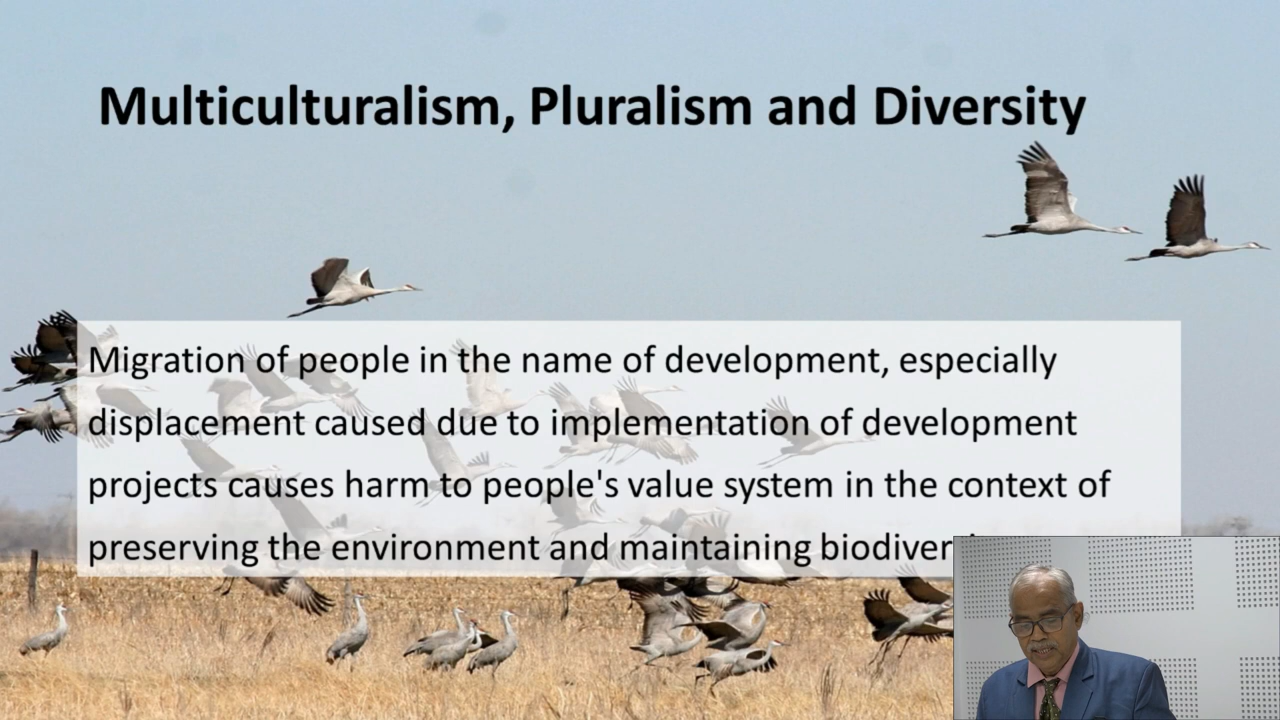 Multiculturalism, Pluralism and Diversity
Migration of people in the name of development, especially
displacement caused due to implementation of development
projects causes harm to people's value system in the context of
preserving the environment and maintaining